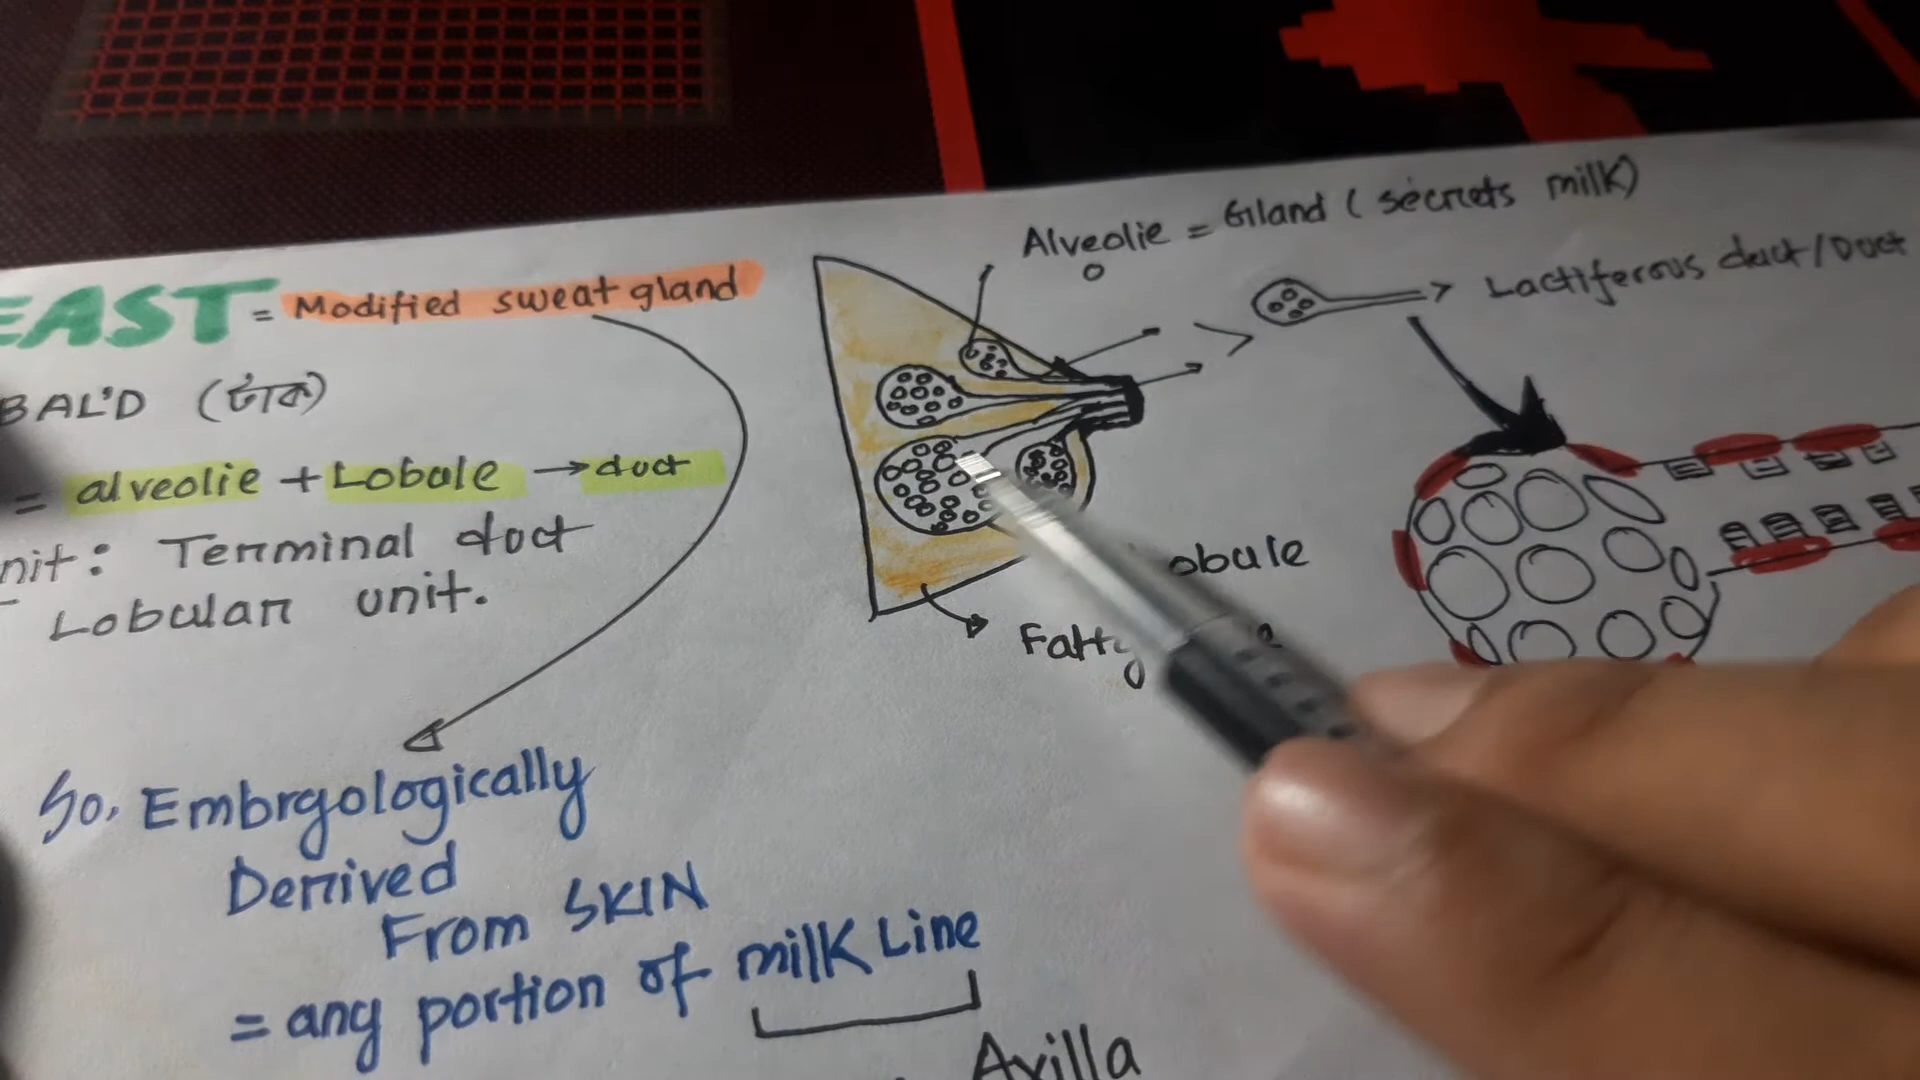 Alveolie = Gland ( secrets milk)
EAST = Modified sweat gland
Lactiferous duct/Duct
BAL'D (টাক)
= alveolie + Lobule → duct
nit: Terminal duct
Lobular unit.
obule
Fatty
So, Embryologically
Derived
From SKIN
= any portion of milk Line
Axilla